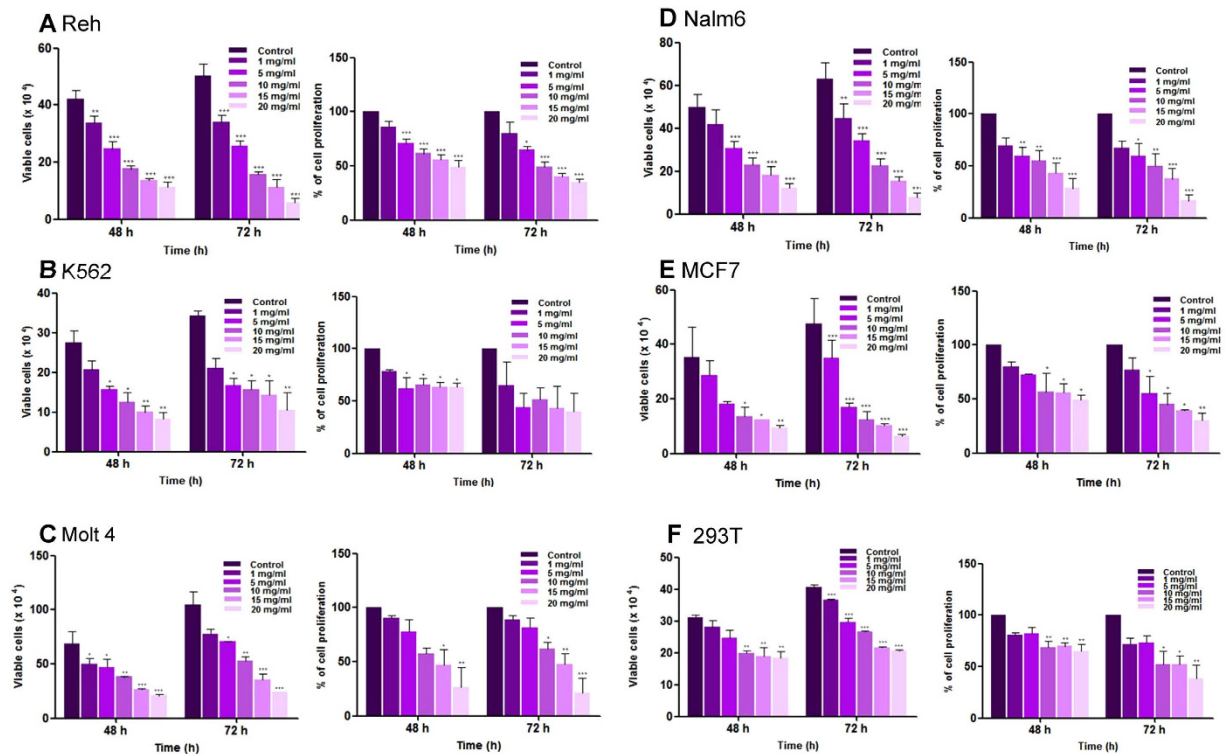 A Reh
Viable cells (x 10⁴)
60
40
20
0
48 h
72 h
Time (h)
Control
1 mg/ml
5 mg/ml
10 mg/ml
15 mg/ml
20 mg/ml
** *** *** *** ***
*** *** *** *** ***
% of cell proliferation
150
100
50
0
48 h
72 h
Time (h)
Control
1 mg/ml
5 mg/ml
10 mg/ml
15 mg/ml
20 mg/ml
*** *** *** ***
* *** *** ***
D Nalm6
Viable cells (x 10⁴)
80
60
40
20
0
48 h
72 h
Time (h)
Control
1 mg/ml
5 mg/ml
10 mg/ml
15 mg/ml
20 mg/ml
*** *** *** ***
** *** *** *** ***
% of cell proliferation
150
100
50
0
48 h
72 h
Time (h)
Control
1 mg/ml
5 mg/ml
10 mg/ml
15 mg/ml
20 mg/ml
** ** *** ***
* ** *** ***
B K562
Viable cells (x 10⁴)
40
30
20
10
0
48 h
72 h
Time (h)
Control
1 mg/ml
5 mg/ml
10 mg/ml
15 mg/ml
20 mg/ml
* * ** **
* * * **
% of cell proliferation
150
100
50
0
48 h
72 h
Time (h)
Control
1 mg/ml
5 mg/ml
10 mg/ml
15 mg/ml
20 mg/ml
* * * *
E MCF7
Viable cells (x 10⁴)
60
40
20
0
48 h
72 h
Time (h)
Control
1 mg/ml
5 mg/ml
10 mg/ml
15 mg/ml
20 mg/ml
* * **
*** *** *** *** ***
% of cell proliferation
150
100
50
0
48 h
72 h
Time (h)
Control
1 mg/ml
5 mg/ml
10 mg/ml
15 mg/ml
20 mg/ml
* * *
* * * **
C Molt 4
Viable cells (x 10⁴)
150
100
50
0
48 h
72 h
Time (h)
Control
1 mg/ml
5 mg/ml
10 mg/ml
15 mg/ml
20 mg/ml
* * ** *** ***
* ** *** ***
% of cell proliferation
150
100
50
0
48 h
72 h
Time (h)
Control
1 mg/ml
5 mg/ml
10 mg/ml
15 mg/ml
20 mg/ml
* **
* ** ***
F 293T
Viable cells (x 10⁴)
50
40
30
20
10
0
48 h
72 h
Time (h)
Control
1 mg/ml
5 mg/ml
10 mg/ml
15 mg/ml
20 mg/ml
** ** **
*** *** *** *** ***
% of cell proliferation
150
100
50
0
48 h
72 h
Time (h)
Control
1 mg/ml
5 mg/ml
10 mg/ml
15 mg/ml
20 mg/ml
** ** **
* * **